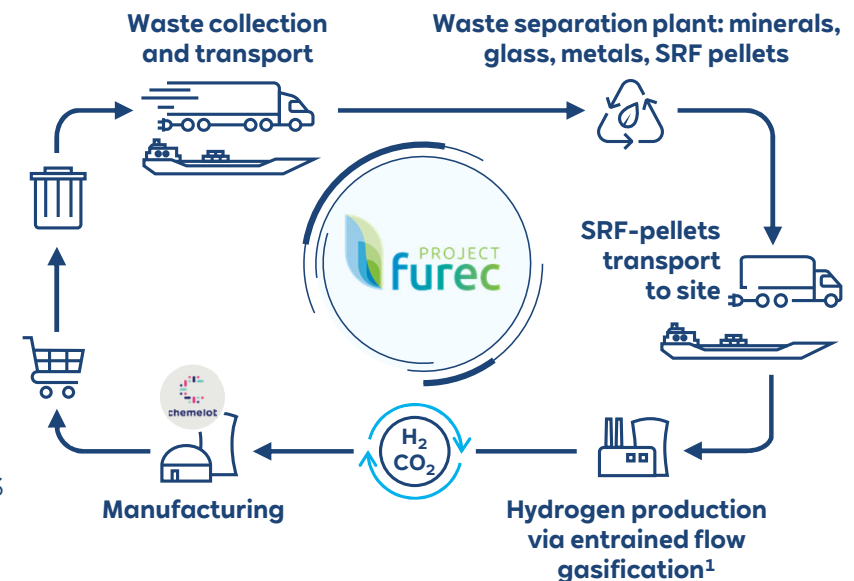 Waste collection
and transport
Waste separation plant: minerals,
glass, metals, SRF pellets
PROJECT
furec
SRF-pellets
transport
to site
chemelot
H₂
CO₂
Manufacturing
Hydrogen production
via entrained flow
gasification¹